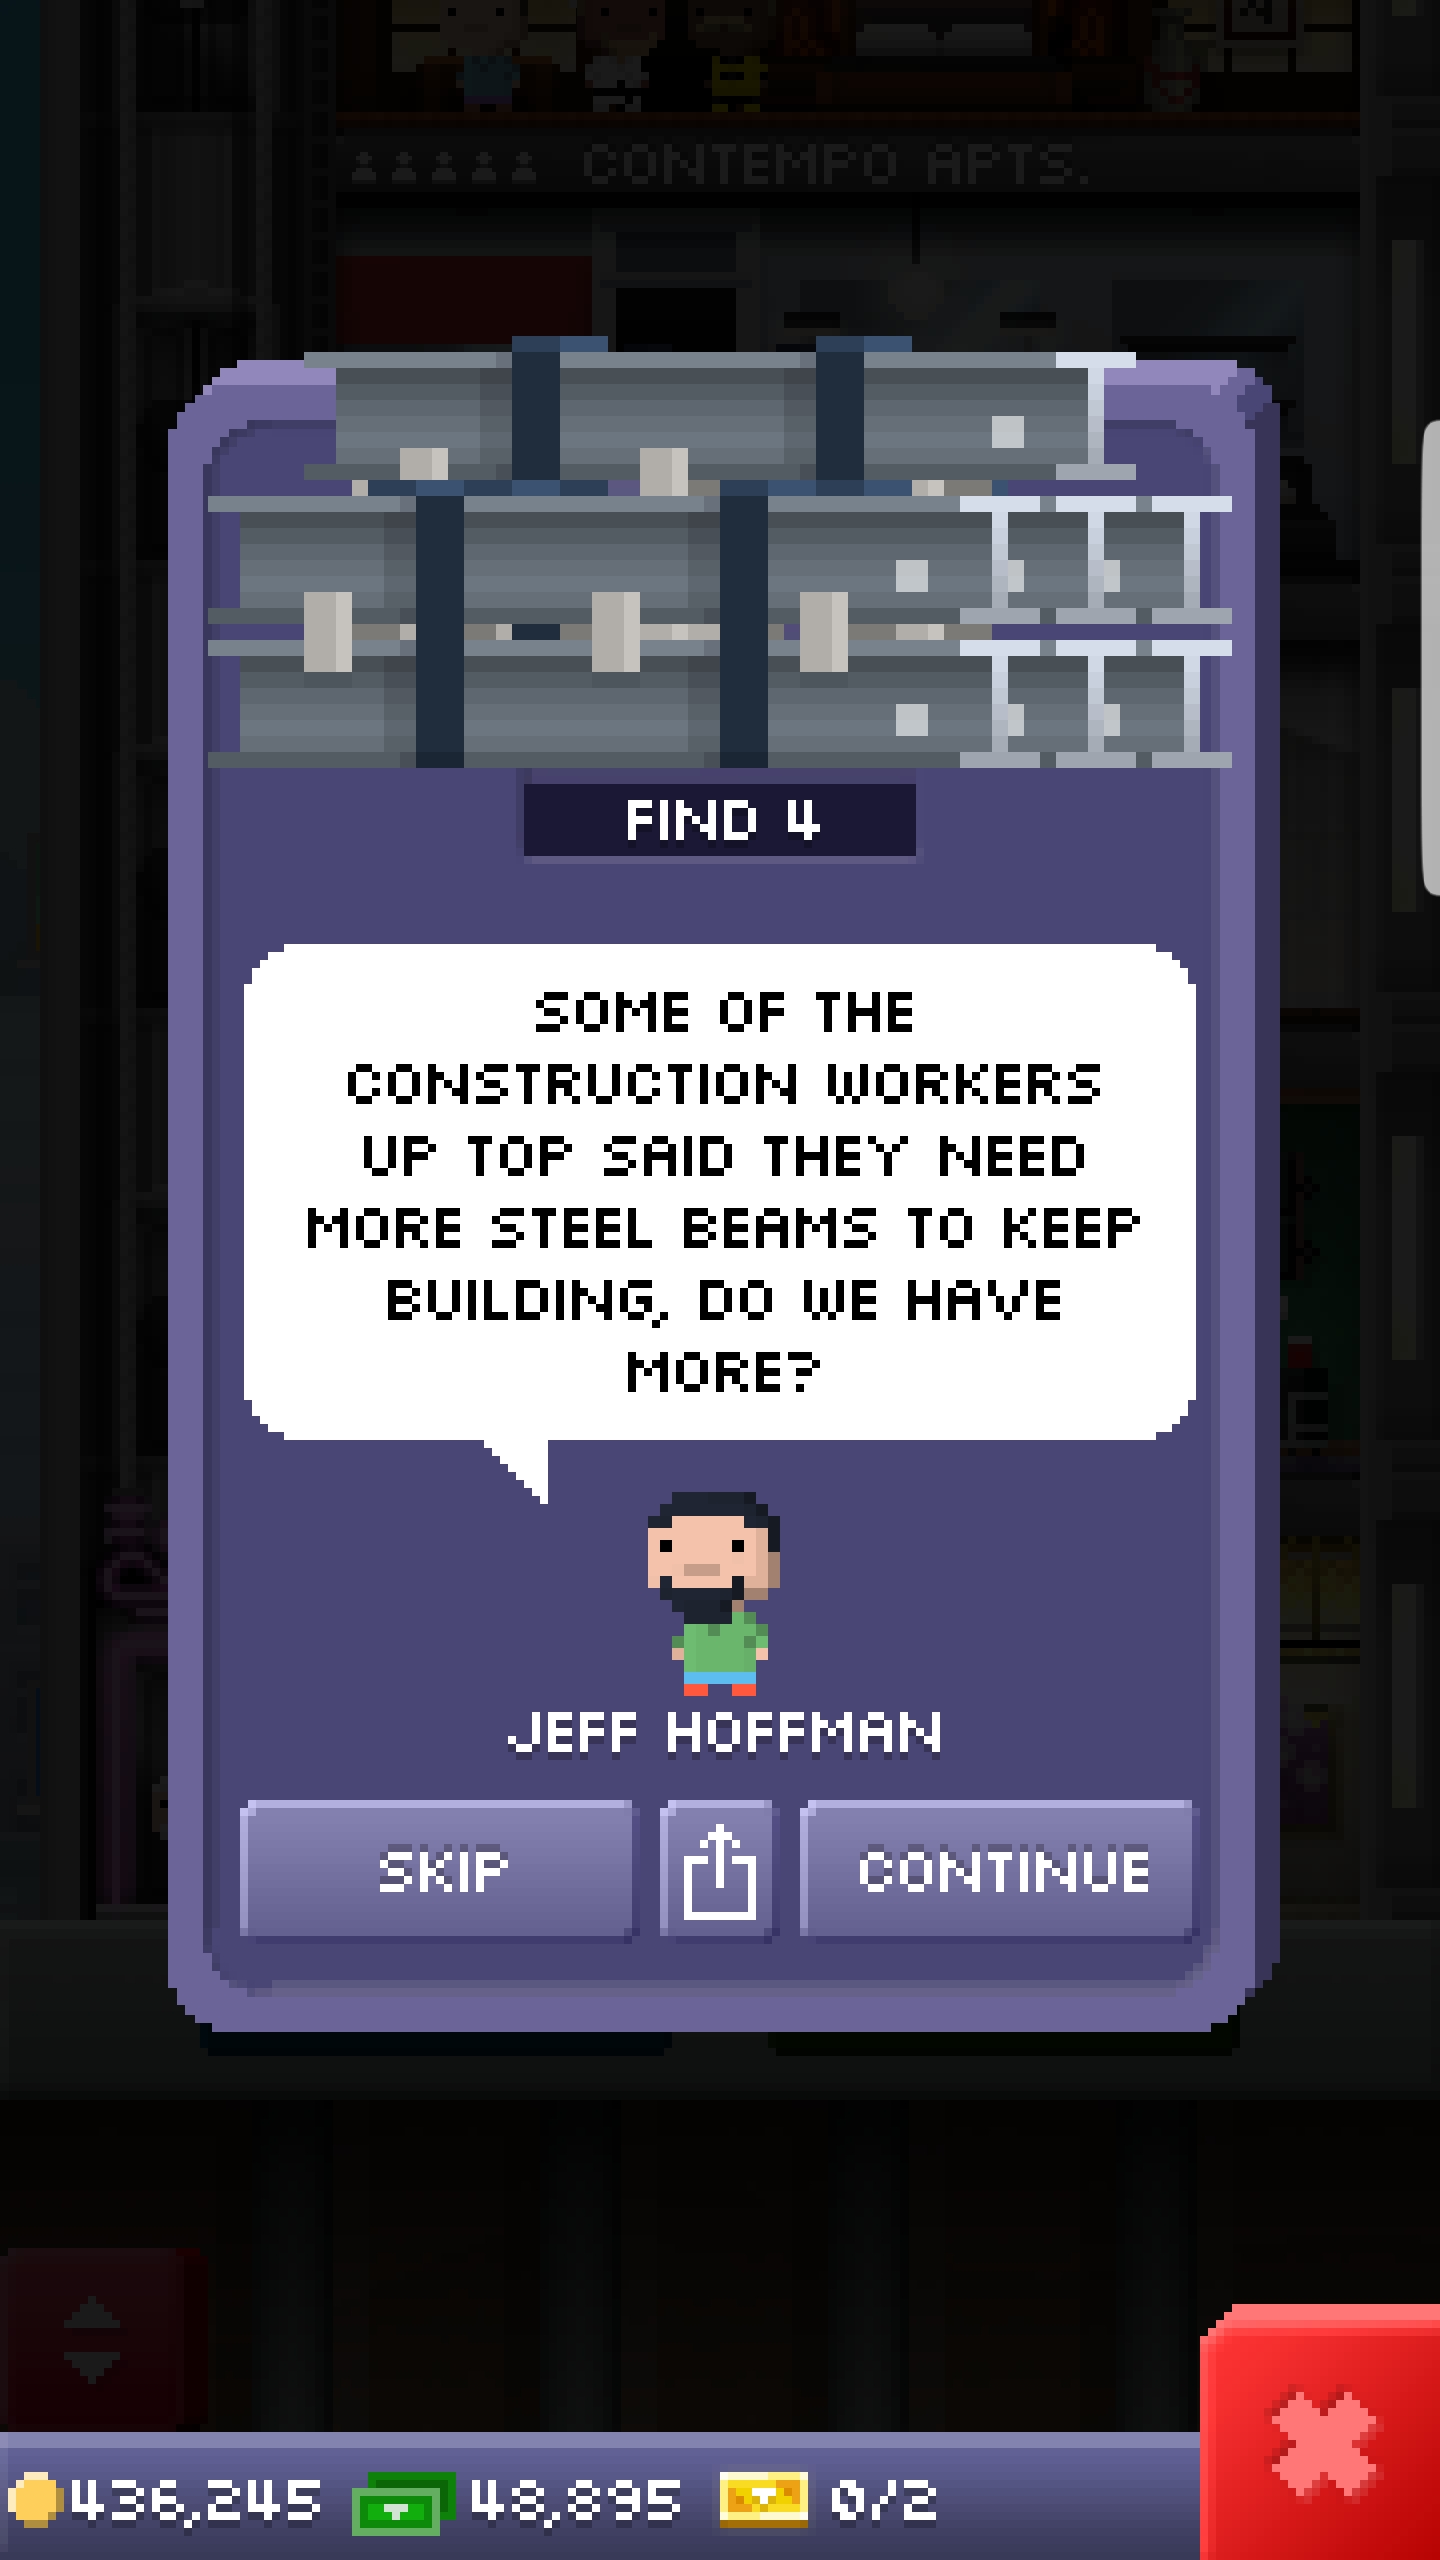 CONTEMPO APTS.
FIND 4
SOME OF THE
CONSTRUCTION WORKERS
UP TOP SAID THEY NEED
MORE STEEL BEAMS TO KEEP
BUILDING, DO WE HAVE
MORE?
JEFF HOFFMAN
SKIP
CONTINUE
436,245 48,895 0/2